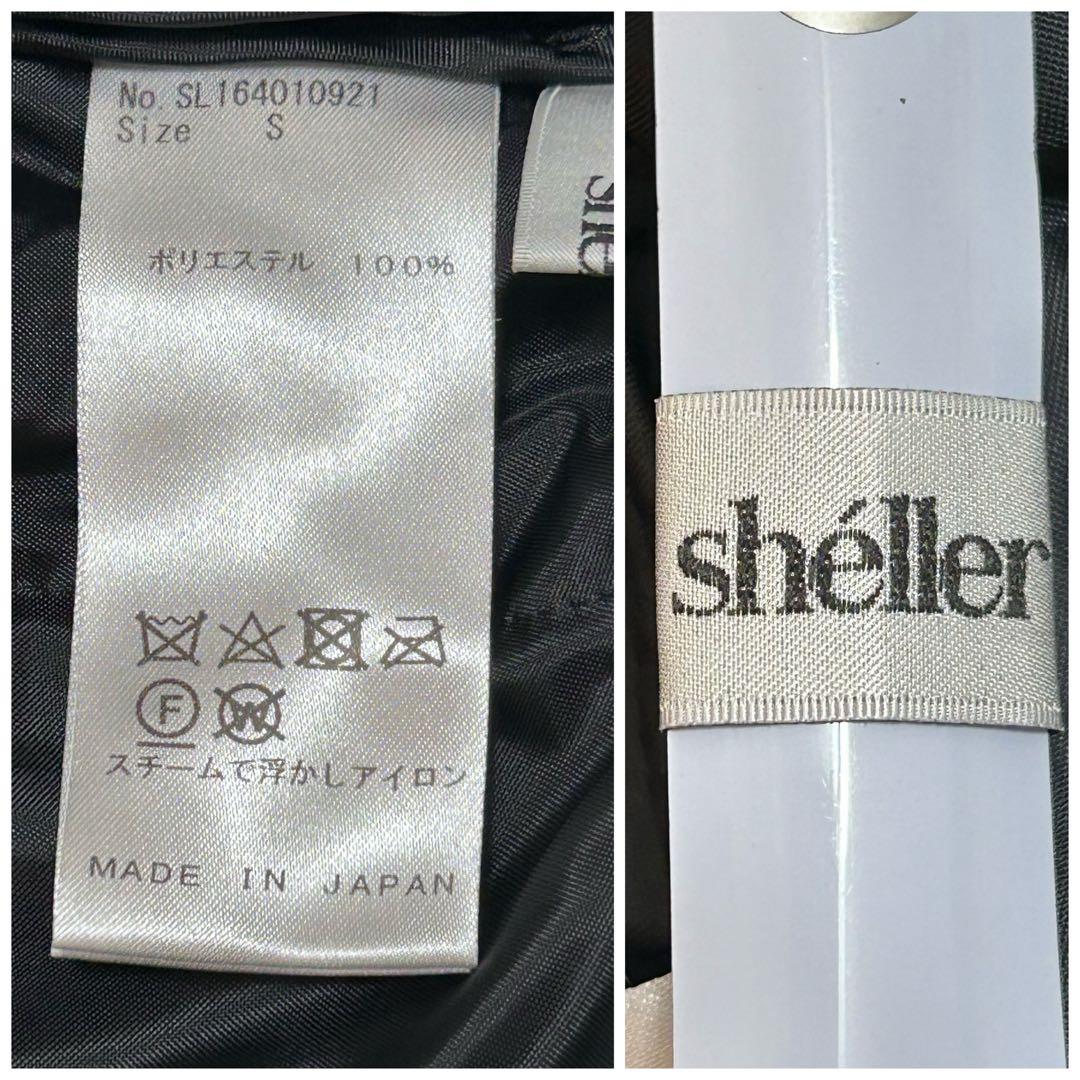 No. SL164010921
Size S
ポリエステル 100%
F W
スチームで浮かしアイロン
MADE IN JAPAN
she
shéller